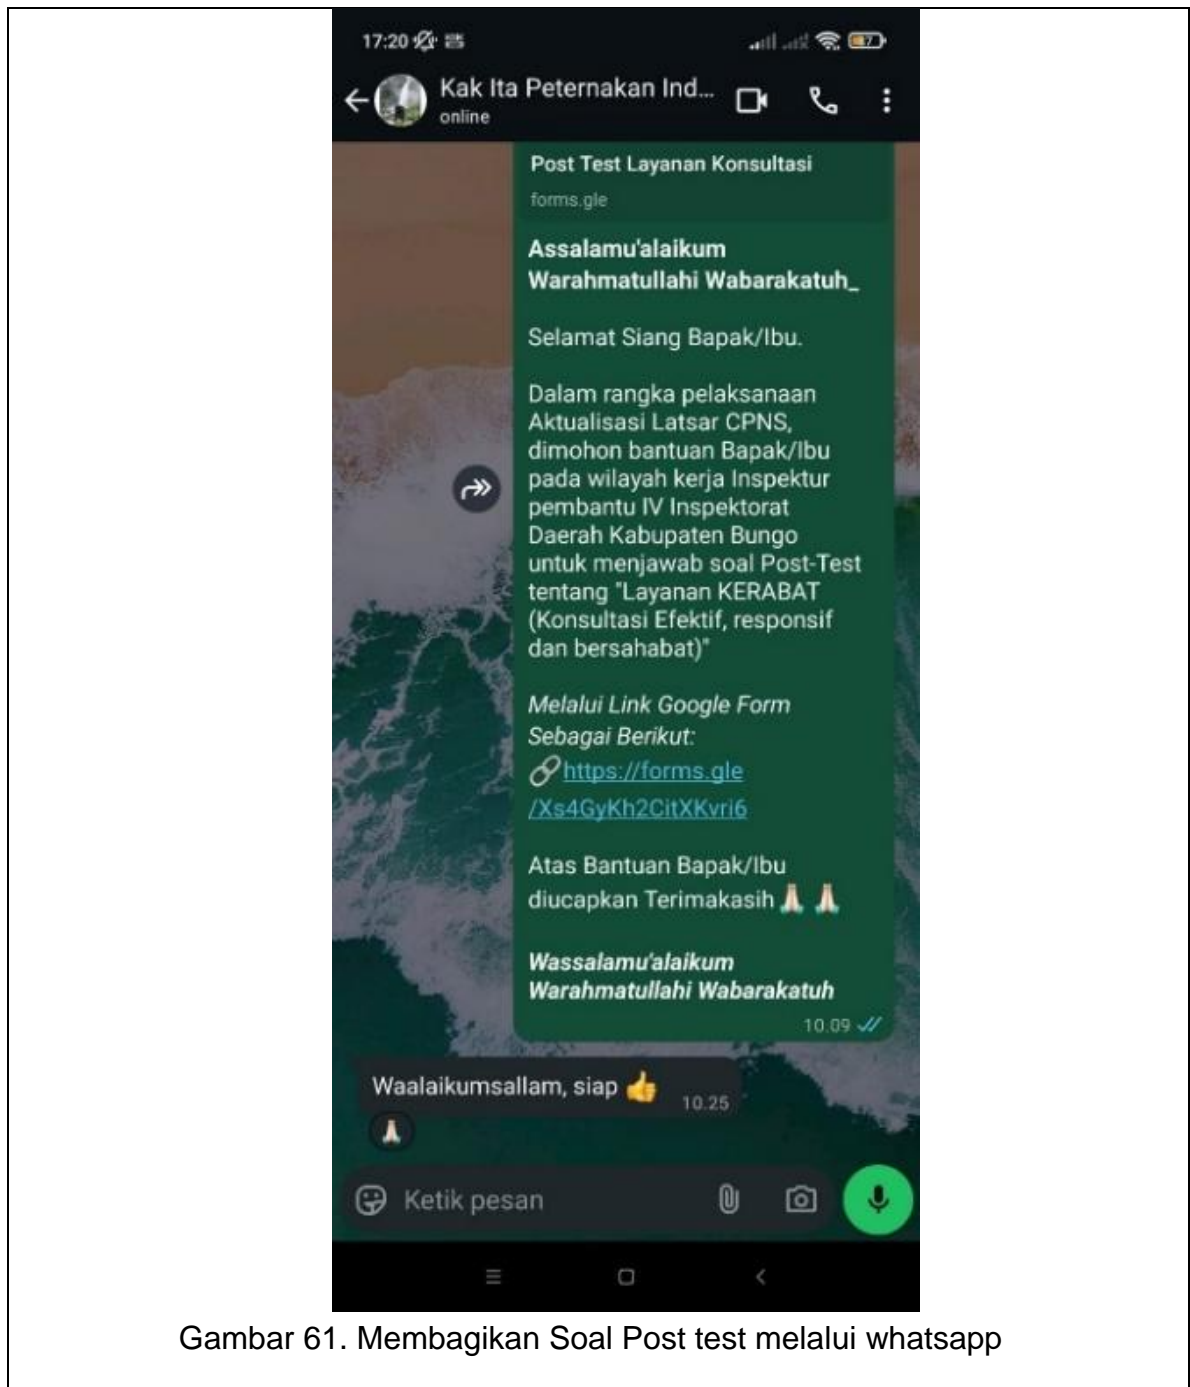 17:20
7
Kak Ita Peternakan Ind...
online
Post Test Layanan Konsultasi
forms.gle
Assalamu'alaikum
Warahmatullahi Wabarakatuh_
Selamat Siang Bapak/Ibu.
Dalam rangka pelaksanaan
Aktualisasi Latsar CPNS,
dimohon bantuan Bapak/Ibu
pada wilayah kerja Inspektur
pembantu IV Inspektorat
Daerah Kabupaten Bungo
untuk menjawab soal Post-Test
tentang "Layanan KERABAT
(Konsultasi Efektif, responsif
dan bersahabat)"
Melalui Link Google Form
Sebagai Berikut:
🔗https://forms.gle
/Xs4GyKh2CitXKvri6
Atas Bantuan Bapak/Ibu
diucapkan Terimakasih🙏🏻 🙏🏻
Wassalamu'alaikum
Warahmatullahi Wabarakatuh
10.09
Waalaikumsallam, siap 👍 10.25
🙏🏻
Ketik pesan
Gambar 61. Membagikan Soal Post test melalui whatsapp